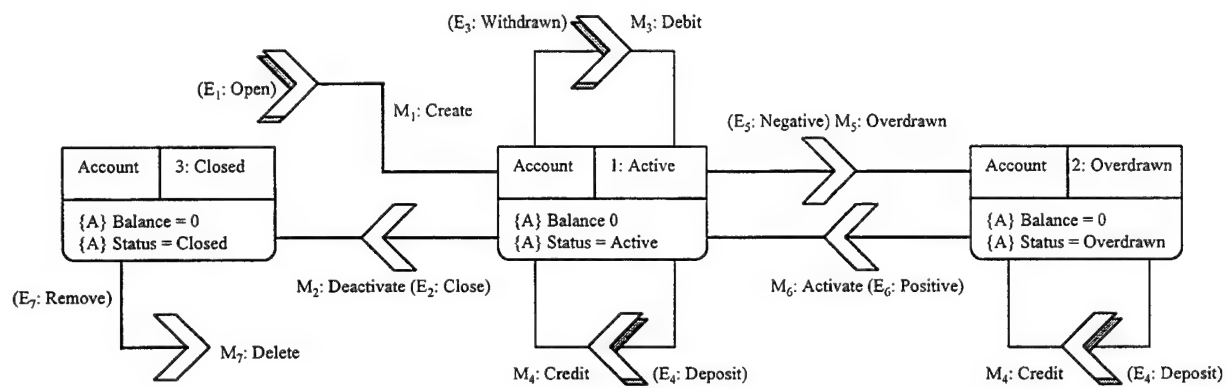 (E₃: Withdrawn) M₃: Debit
(E₁: Open)
M₁: Create
(E₅: Negative) M₅: Overdrawn
Account 3: Closed
{A} Balance = 0
{A} Status = Closed
Account 1: Active
{A} Balance 0
{A} Status = Active
Account 2: Overdrawn
{A} Balance = 0
{A} Status = Overdrawn
M₂: Deactivate (E₂: Close)
M₆: Activate (E₆: Positive)
(E₇: Remove)
M₇: Delete
M₄: Credit (E₄: Deposit)
M₄: Credit (E₄: Deposit)